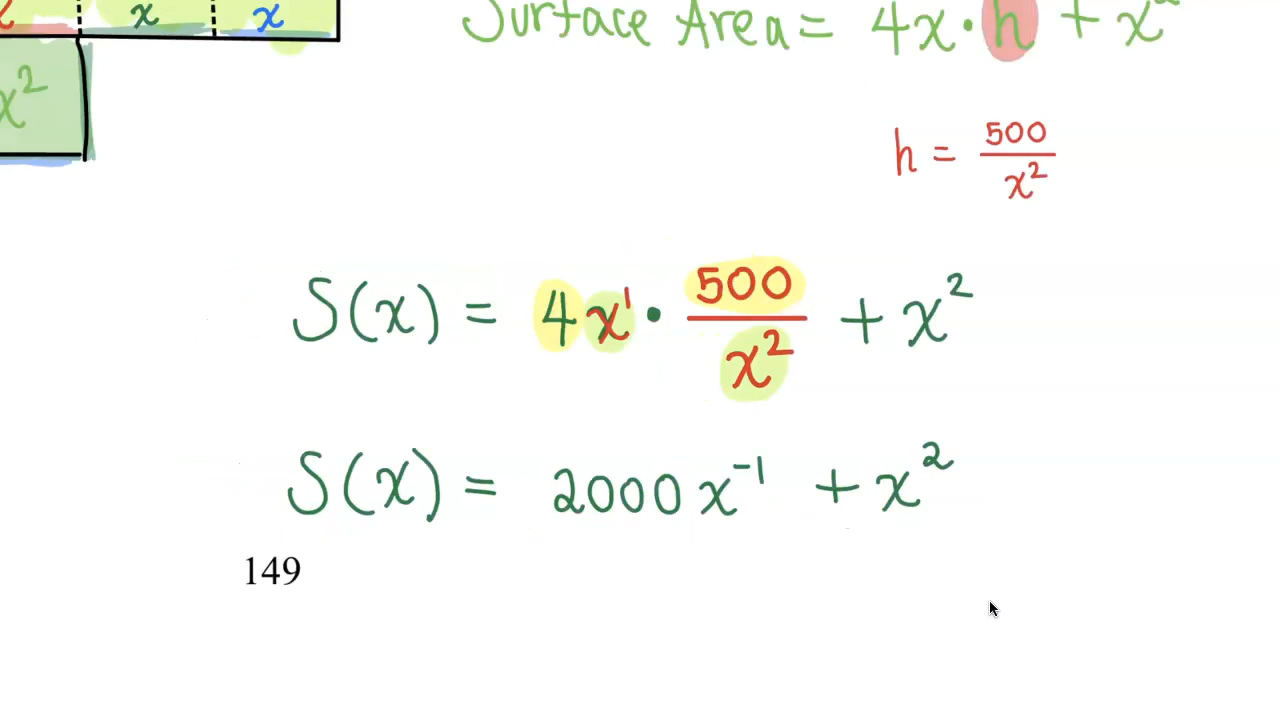 x x x
Surface Area = 4x · h + x²
x²
h = 500/x²
S(x) = 4x¹ · 500/x² + x²
S(x) = 2000x⁻¹ + x²
149